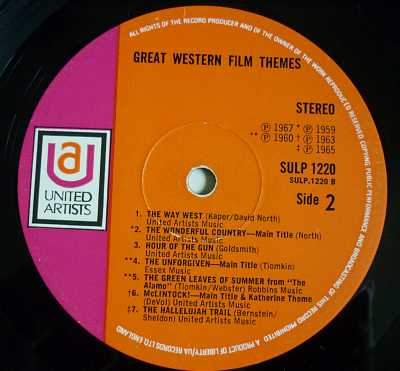 ALL RIGHTS OF THE RECORD PRODUCER AND OF THE OWNER OF THE WORK REPRODUCED RESERVED COPYING PUBLIC PERFORMANCE AND BROADCASTING OF THIS RECORD PROHIBITED
GREAT WESTERN FILM THEMES
UNITED
ARTISTS
STEREO
℗ 1967 * ℗ 1959
** ℗ 1960 † ℗ 1963
‡ ℗ 1965
SULP 1220
SULP.1220 B
Side 2
1. THE WAY WEST (Kaper/David North)
United Artists Music
*2. THE WONDERFUL COUNTRY—Main Title (North)
United Artists Music
3. HOUR OF THE GUN (Goldsmith)
United Artists Music
**4. THE UNFORGIVEN—Main Title (Tiomkin)
Essex Music
**5. THE GREEN LEAVES OF SUMMER from "The
Alamo" (Tiomkin/Webster) Robbins Music
†6. McLINTOCK!—Main Title & Katherine Theme
(DeVol) United Artists Music
‡7. THE HALLELUJAH TRAIL (Bernstein/
Sheldon) United Artists Music
A PRODUCT OF LIBERTY/UA RECORDS LTD. ENGLAND